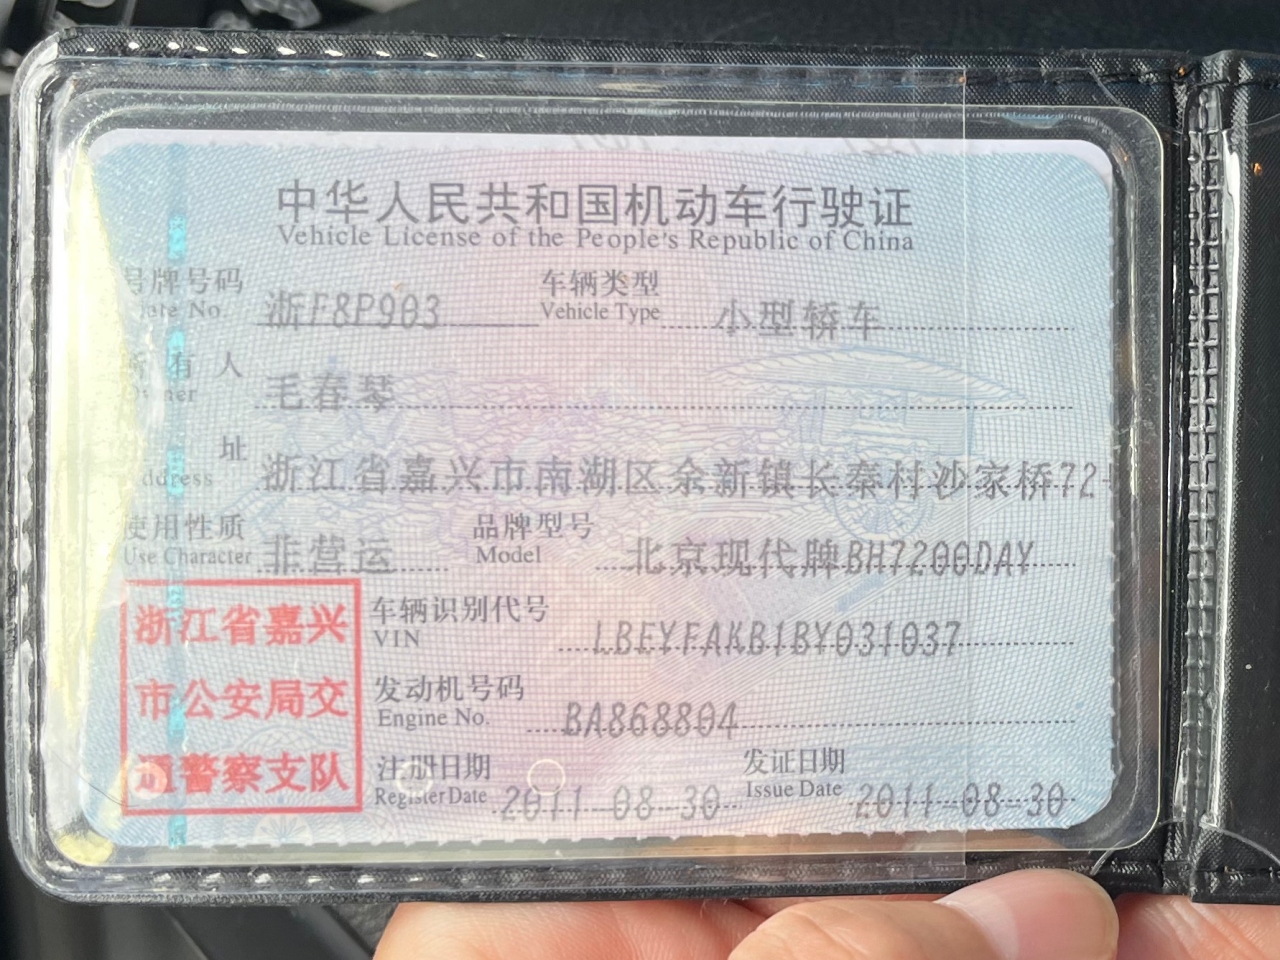 中华人民共和国机动车行驶证
Vehicle License of the People's Republic of China
号牌号码 浙F8P903 车辆类型 小型轿车
Plate No. Vehicle Type
所有人 毛春琴
Owner
址 浙江省嘉兴市南湖区余新镇长秦村沙家桥72-
Address
使用性质 非营运 品牌型号 北京现代牌BH7200DAY
Use Character Model
浙江省嘉兴
市公安局交
通警察支队
车辆识别代号 LBEYFAKB1BY031037
VIN
发动机号码 BA868804
Engine No.
注册日期 2011-08-30 发证日期 2011-08-30
Register Date Issue Date